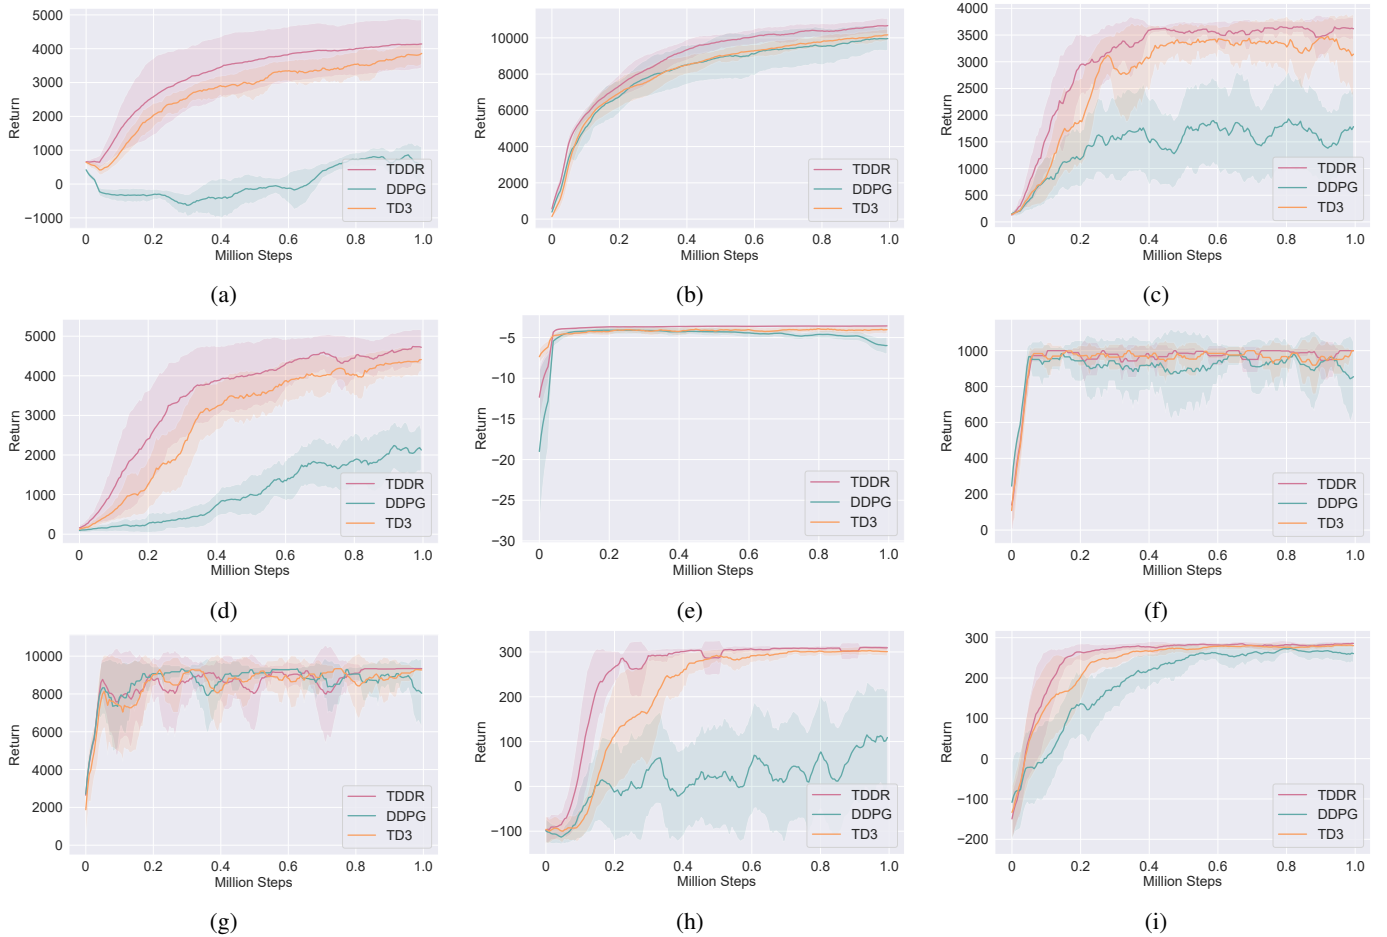 5000
4000
3000
2000
1000
0
−1000
Return
0
0.2
0.4
0.6
0.8
1.0
Million Steps
TDDR
DDPG
TD3
(a)
10000
8000
6000
4000
2000
0
Return
0
0.2
0.4
0.6
0.8
1.0
Million Steps
TDDR
DDPG
TD3
(b)
4000
3500
3000
2500
2000
1500
1000
500
0
Return
0
0.2
0.4
0.6
0.8
1.0
Million Steps
TDDR
DDPG
TD3
(c)
5000
4000
3000
2000
1000
0
Return
0
0.2
0.4
0.6
0.8
1.0
Million Steps
TDDR
DDPG
TD3
(d)
−5
−10
−15
−20
−25
−30
Return
0
0.2
0.4
0.6
0.8
1.0
Million Steps
TDDR
DDPG
TD3
(e)
1000
800
600
400
200
0
Return
0
0.2
0.4
0.6
0.8
1.0
Million Steps
TDDR
DDPG
TD3
(f)
10000
8000
6000
4000
2000
0
Return
0
0.2
0.4
0.6
0.8
1.0
Million Steps
TDDR
DDPG
TD3
(g)
300
200
100
0
−100
Return
0
0.2
0.4
0.6
0.8
1.0
Million Steps
TDDR
DDPG
TD3
(h)
300
200
100
0
−100
−200
Return
0
0.2
0.4
0.6
0.8
1.0
Million Steps
TDDR
DDPG
TD3
(i)